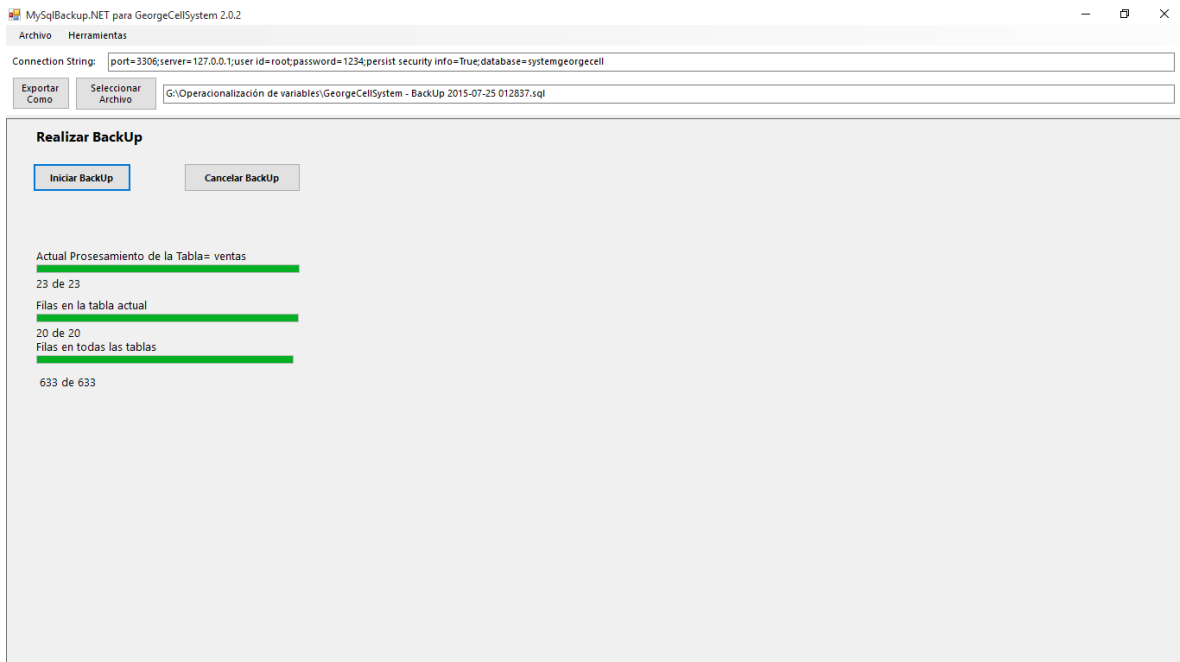 MySqlBackup.NET para GeorgeCellSystem 2.0.2
Archivo Herramientas
Connection String: port=3306;server=127.0.0.1;user id=root;password=1234;persist security info=True;database=systemgeorgecell
Exportar Como
Seleccionar Archivo
G:\Operacionalización de variables\GeorgeCellSystem - BackUp 2015-07-25 012837.sql
Realizar BackUp
Iniciar BackUp Cancelar BackUp
Actual Prosesamiento de la Tabla= ventas
23 de 23
Filas en la tabla actual
20 de 20
Filas en todas las tablas
633 de 633